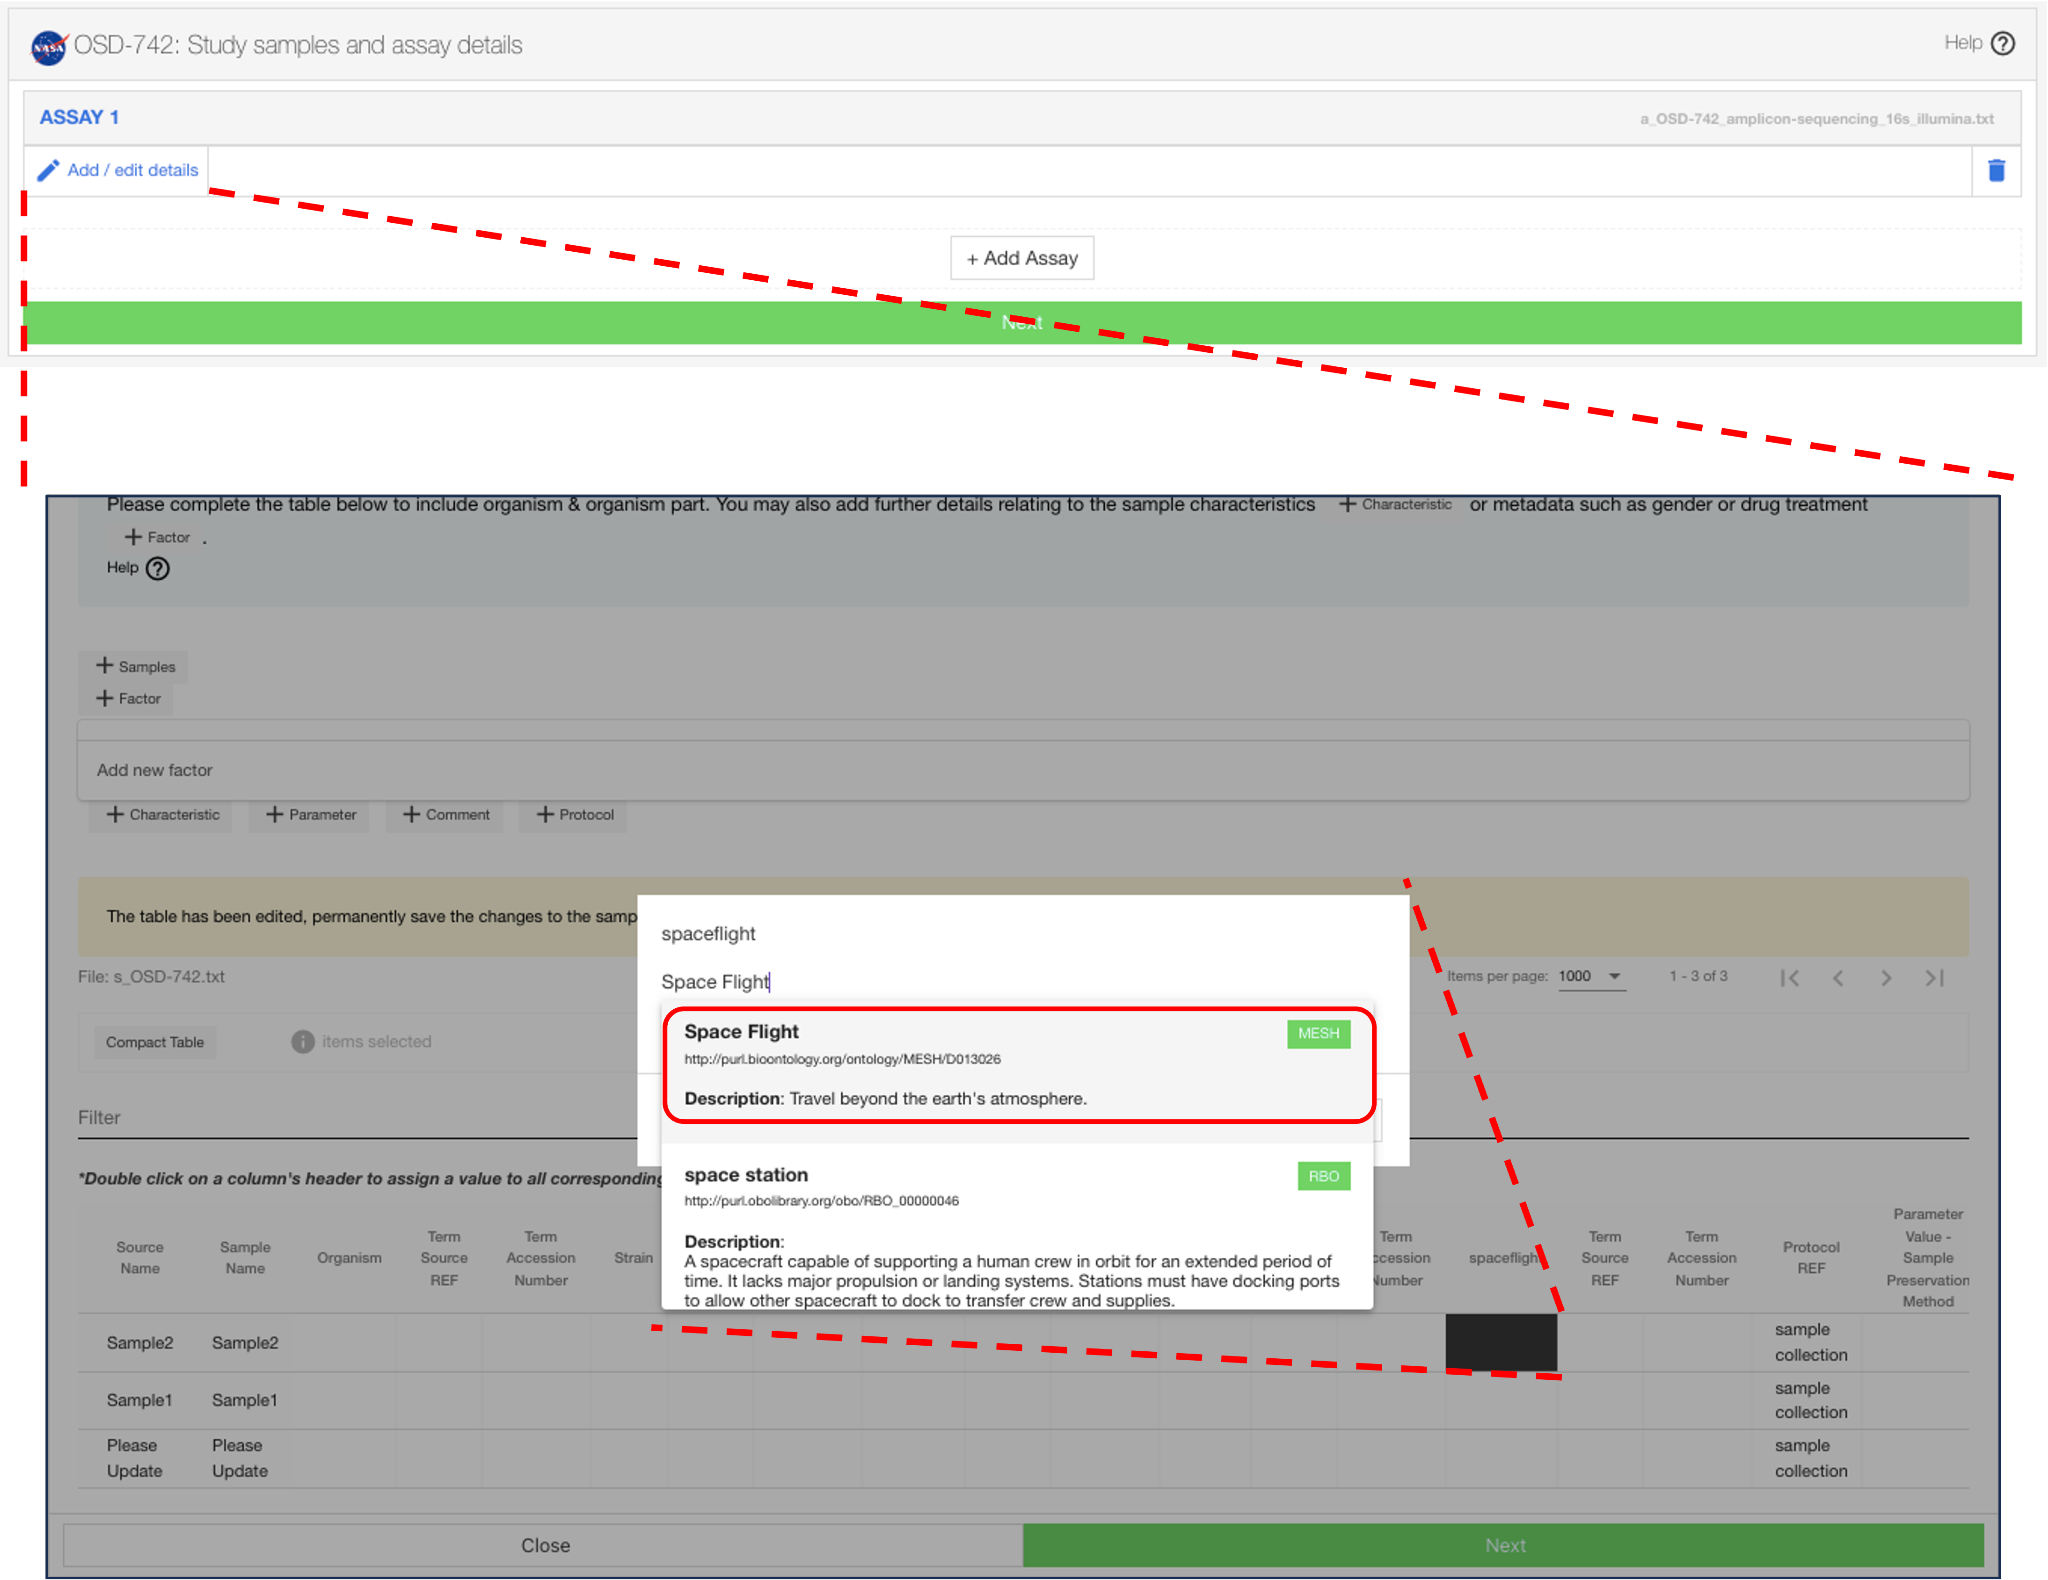 NASA
OSD-742: Study samples and assay details
Help ?
ASSAY 1
a_OSD-742_amplicon-sequencing_16s_illumina.txt
Add / edit details
+ Add Assay
Next
Please complete the table below to include organism & organism part. You may also add further details relating to the sample characteristics + Characteristic or metadata such as gender or drug treatment
+ Factor .
Help ?
+ Samples
+ Factor
Add new factor
+ Characteristic + Parameter + Comment + Protocol
The table has been edited, permanently save the changes to the samp
File: s_OSD-742.txt
Items per page: 1000 1 - 3 of 3
Compact Table
items selected
Filter
*Double click on a column's header to assign a value to all corresponding
spaceflight
Space Flight
Space Flight MESH
http://purl.bioontology.org/ontology/MESH/D013026
Description: Travel beyond the earth's atmosphere.
space station RBO
http://purl.obolibrary.org/obo/RBO_00000046
Description:
A spacecraft capable of supporting a human crew in orbit for an extended period of
time. It lacks major propulsion or landing systems. Stations must have docking ports
to allow other spacecraft to dock to transfer crew and supplies.
Source
Name
Sample
Name
Organism
Term
Source
REF
Term
Accession
Number
Strain
Term
ccession
Number
spaceflight
Term
Source
REF
Term
Accession
Number
Protocol
REF
Parameter
Value -
Sample
Preservation
Method
Sample2 Sample2 sample
collection
Sample1 Sample1 sample
collection
Please Please sample
Update Update collection
Close
Next